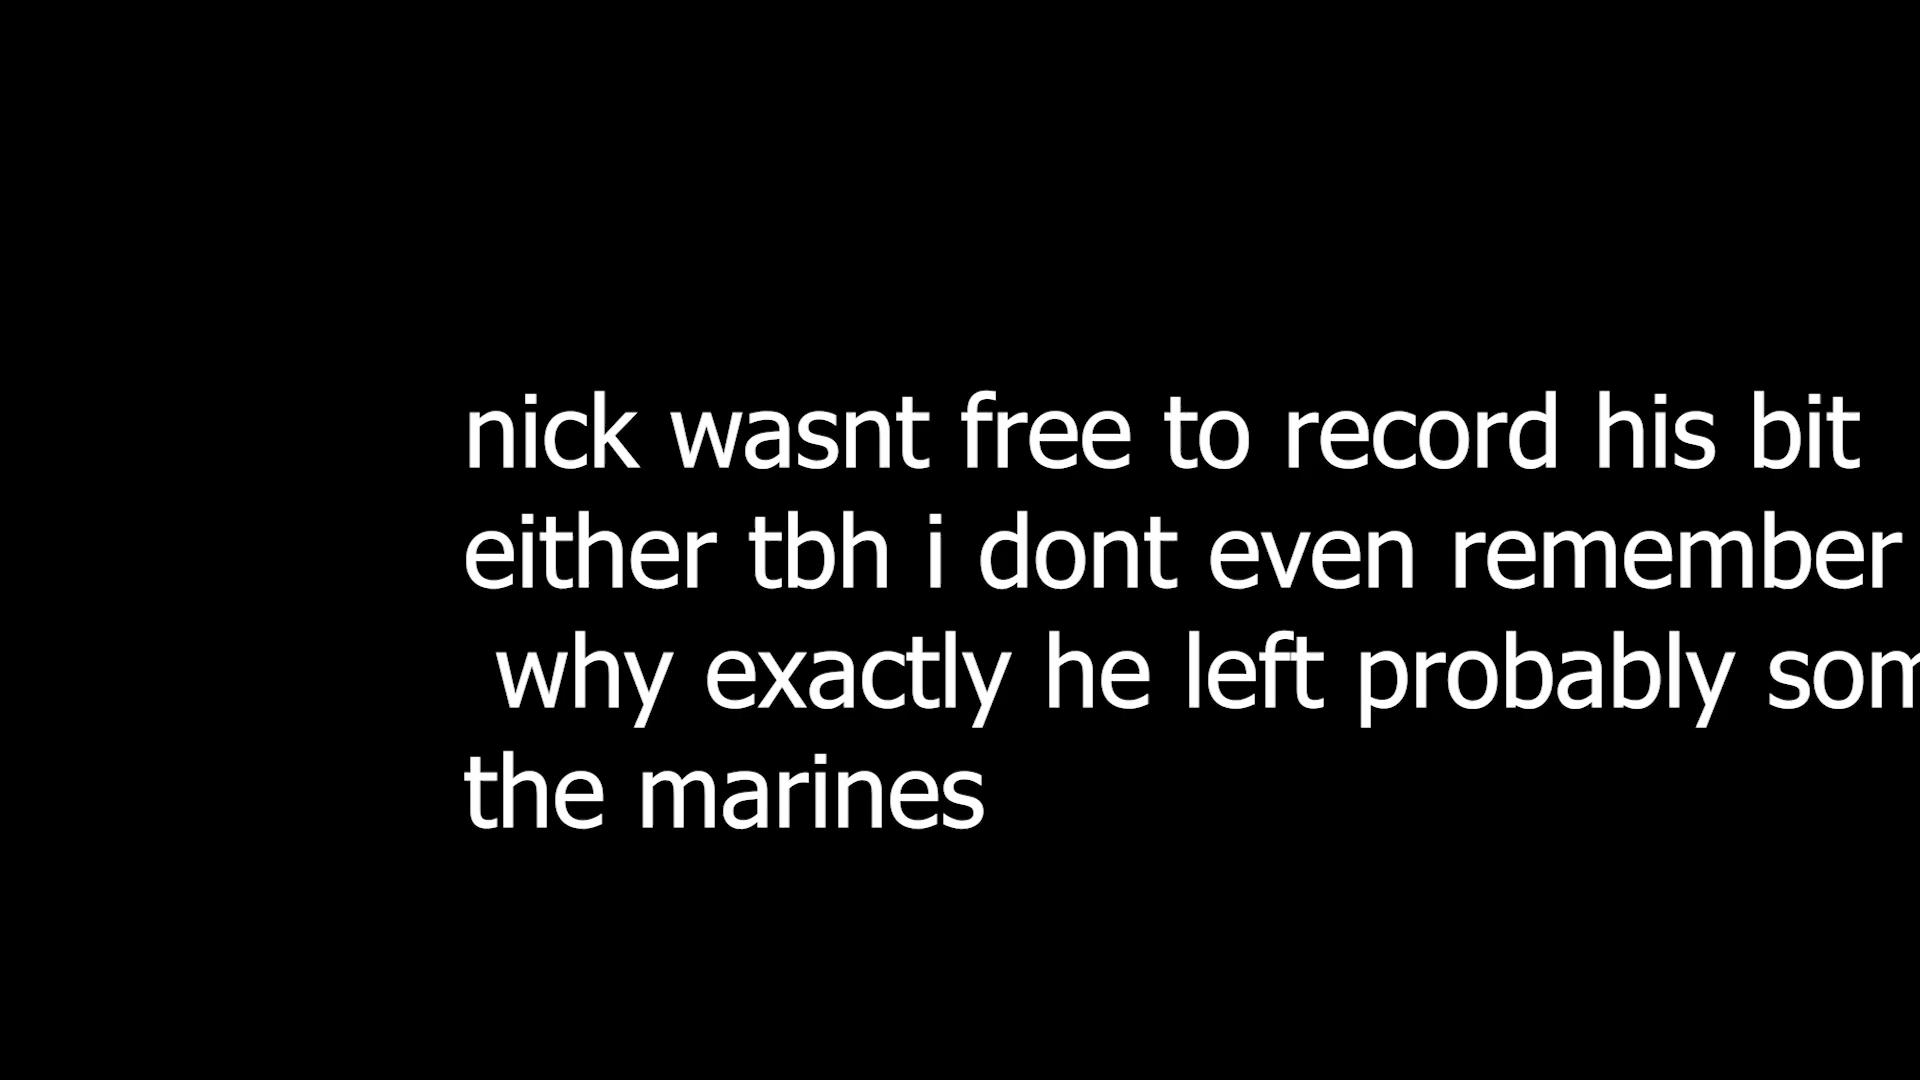 nick wasnt free to record his bit
either tbh i dont even remember
why exactly he left probably
the marines